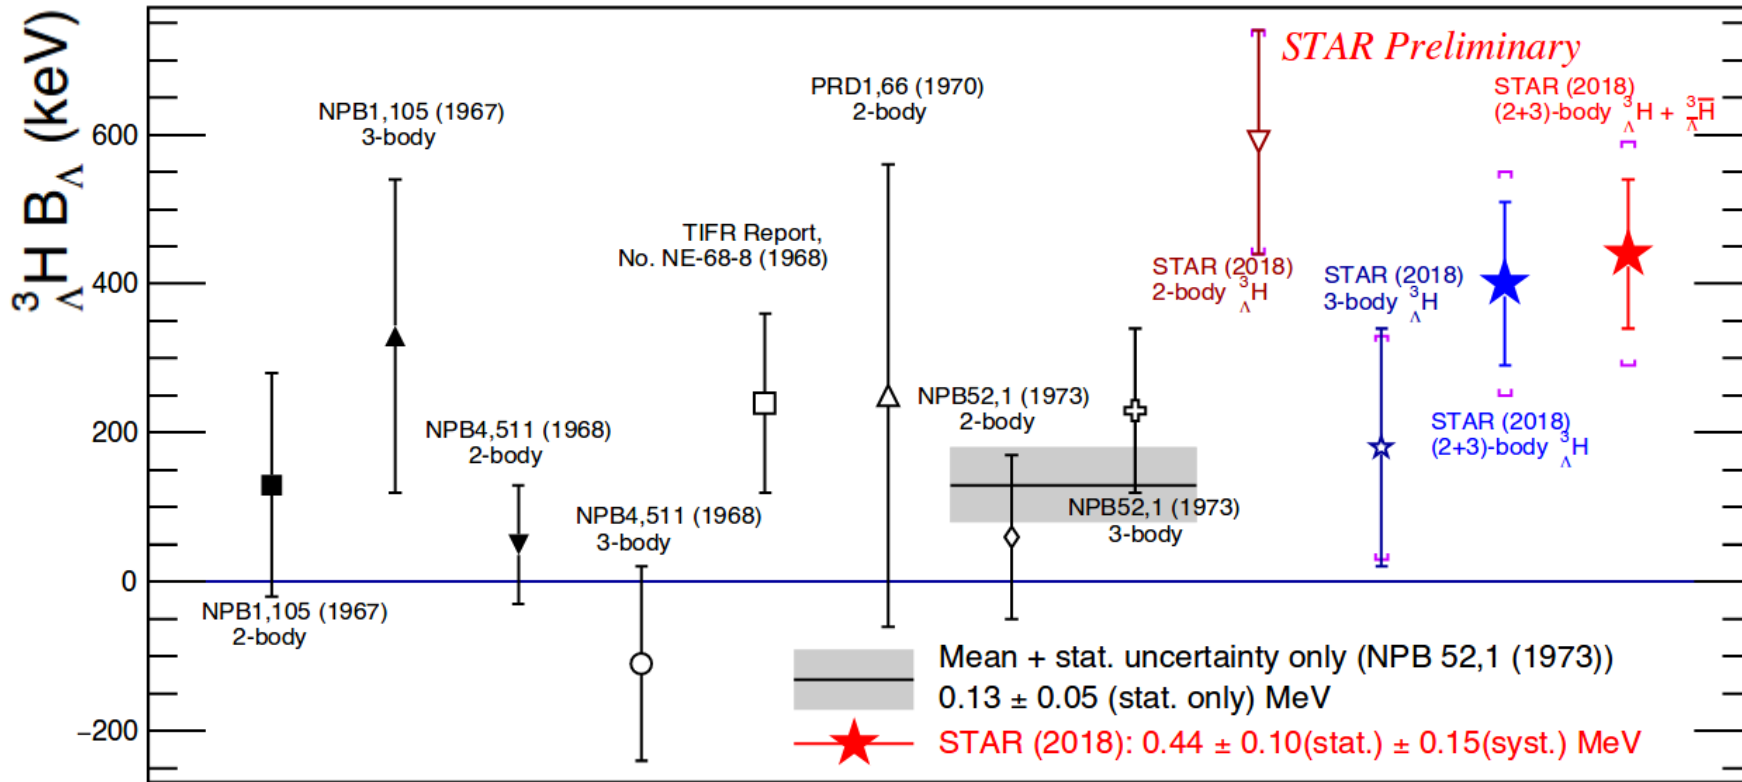 ³ΛH BΛ (keV)
600
400
200
0
−200
NPB1,105 (1967)
2-body
NPB1,105 (1967)
3-body
NPB4,511 (1968)
2-body
NPB4,511 (1968)
3-body
TIFR Report,
No. NE-68-8 (1968)
PRD1,66 (1970)
2-body
NPB52,1 (1973)
2-body
NPB52,1 (1973)
3-body
STAR Preliminary
STAR (2018)
2-body ³ΛH
STAR (2018)
3-body ³ΛH
STAR (2018)
(2+3)-body ³ΛH
STAR (2018)
(2+3)-body ³ΛH + ³Λ̅H̅
Mean + stat. uncertainty only (NPB 52,1 (1973))
0.13 ± 0.05 (stat. only) MeV
STAR (2018): 0.44 ± 0.10(stat.) ± 0.15(syst.) MeV